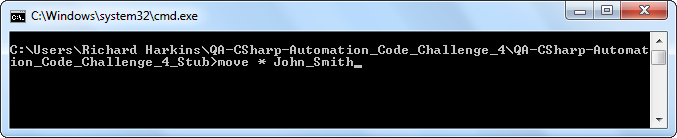 C:\Windows\system32\cmd.exe
C:\Users\Richard Harkins\QA-CSharp-Automation_Code_Challenge_4\QA-CSharp-Automat
ion_Code_Challenge_4_Stub>move * John_Smith_